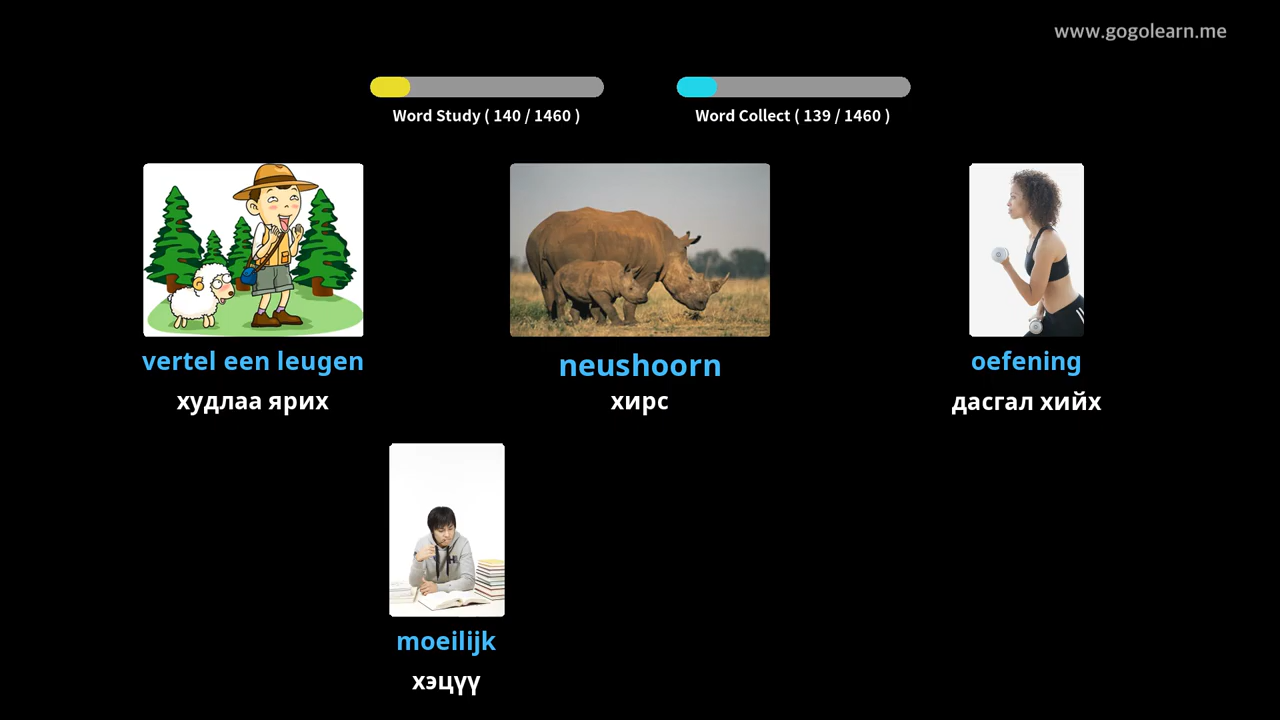 www.gogolearn.me
Word Study ( 140 / 1460 )
Word Collect ( 139 / 1460 )
vertel een leugen
neushoorn
oefening
худлаа ярих
хирс
дасгал хийх
moeilijk
хэцүү